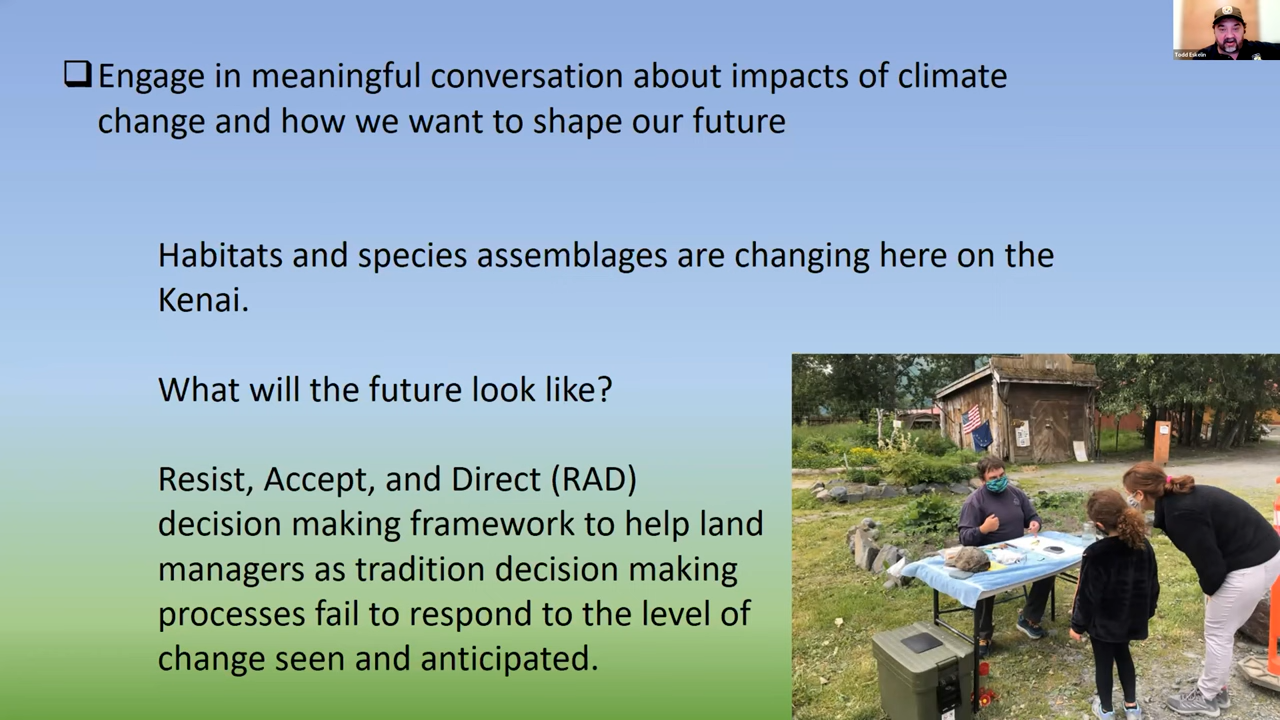 Todd Eskelin
❑Engage in meaningful conversation about impacts of climate
change and how we want to shape our future
Habitats and species assemblages are changing here on the
Kenai.
What will the future look like?
Resist, Accept, and Direct (RAD)
decision making framework to help land
managers as tradition decision making
processes fail to respond to the level of
change seen and anticipated.